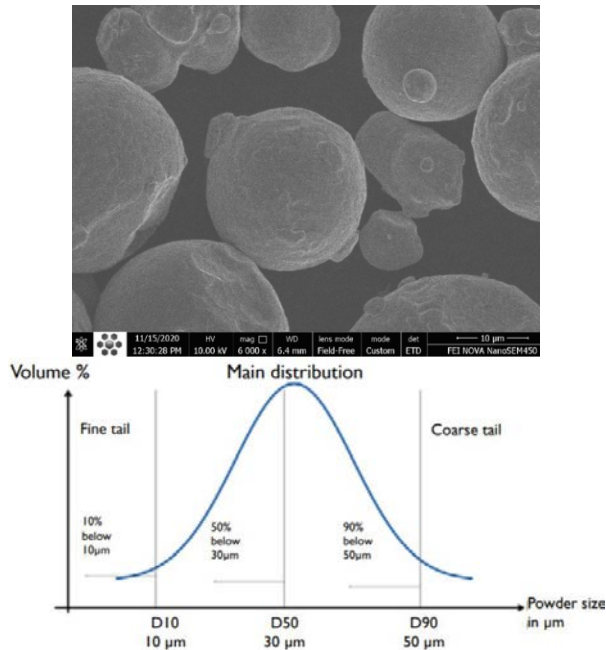 11/15/2020 HV mag WD lens mode mode det 10 µm
12:30:28 PM 10.00 kV 6 000 x 6.4 mm Field-Free Custom ETD FEI NOVA NanoSEM450
Volume %
Main distribution
Fine tail
Coarse tail
10%
below
10µm
50%
below
30µm
90%
below
50µm
D10
10 µm
D50
30 µm
D90
50 µm
Powder size
in µm